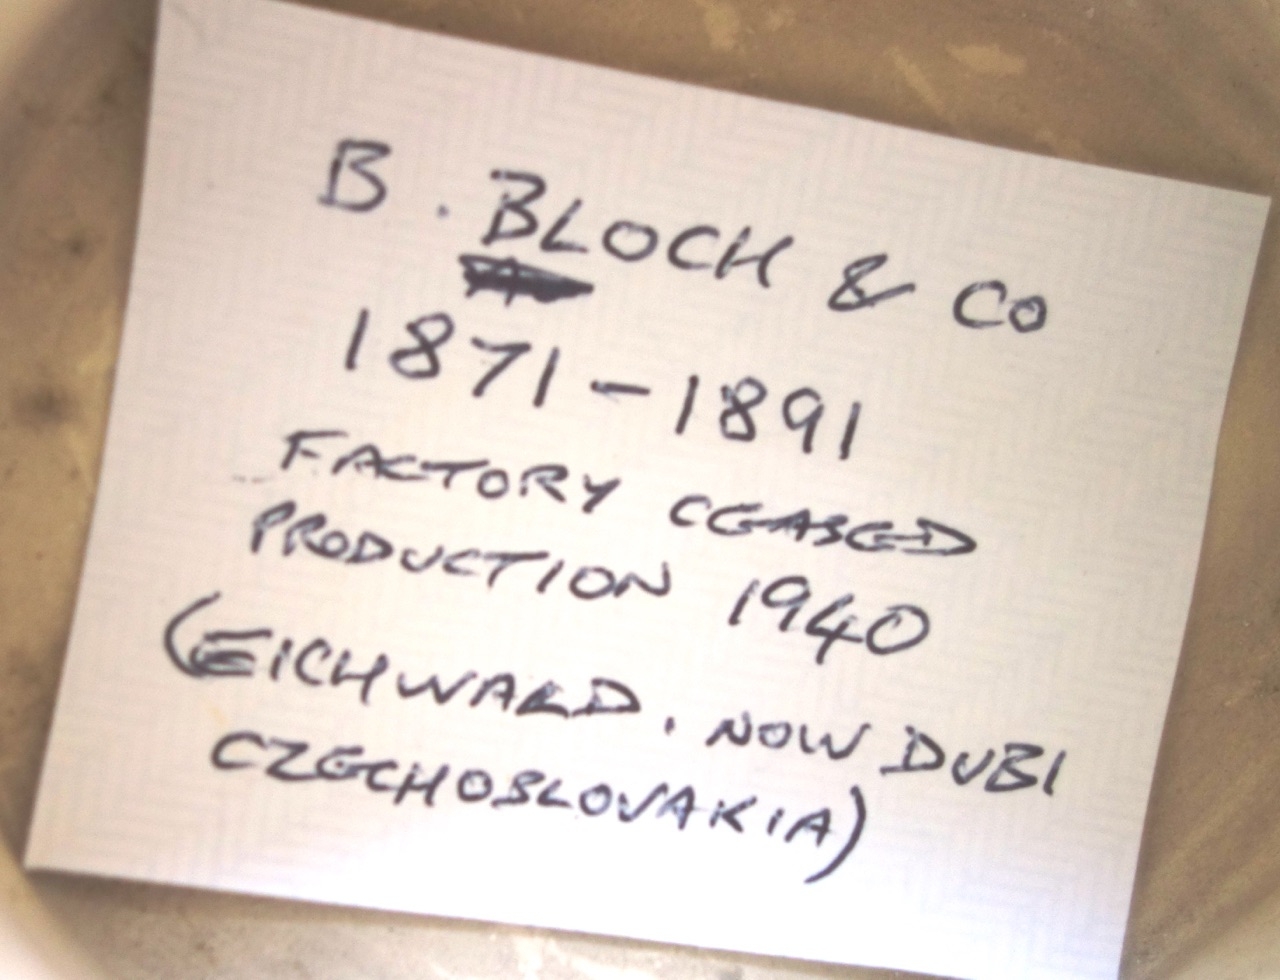 B. BLOCH & CO
1871-1891
FACTORY CEASED
PRODUCTION 1940
(EICHWALD. NOW DUBI
CZECHOSLOVAKIA)